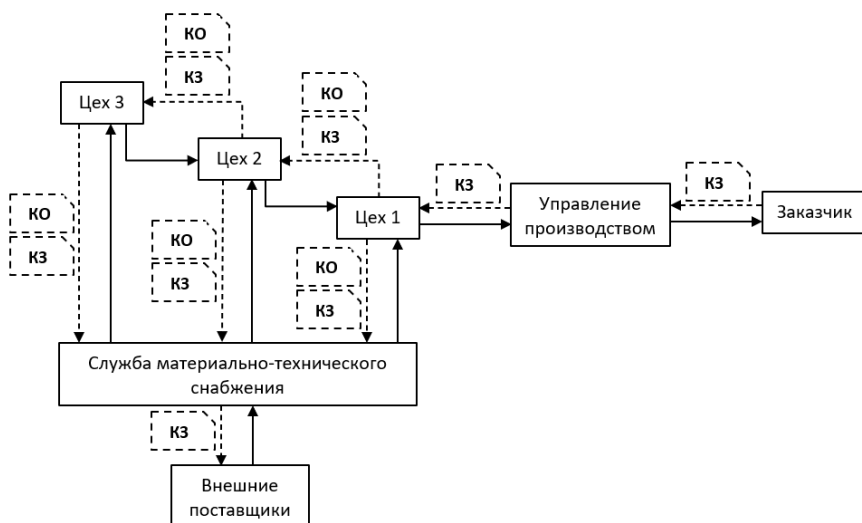 КО
КЗ
Цех 3
КО
КЗ
Цех 2
КЗ
КЗ
Управление
производством
Заказчик
Цех 1
КО
КЗ
КО
КЗ
КО
КЗ
Служба материально-технического
снабжения
КЗ
Внешние
поставщики